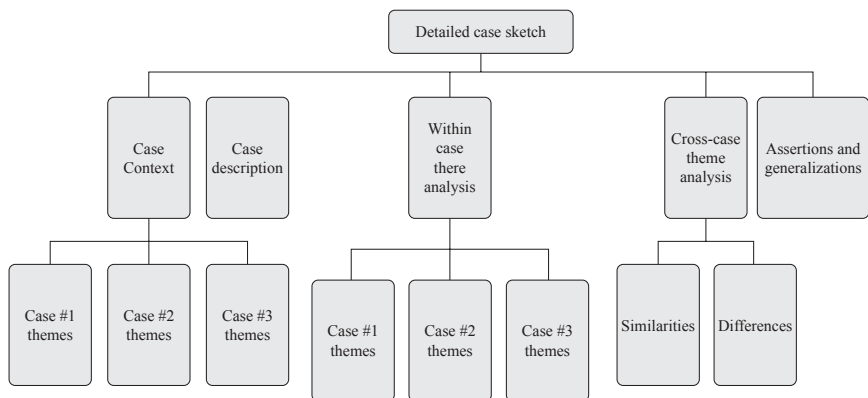 Detailed case sketch
Case
Context
Case
description
Within
case
there
analysis
Cross-case
theme
analysis
Assertions and
generalizations
Case #1
themes
Case #2
themes
Case #3
themes
Case #1
themes
Case #2
themes
Case #3
themes
Similarities
Differences